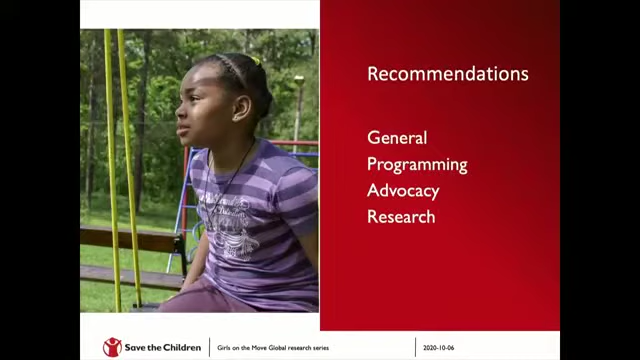 Recommendations
General
Programming
Advocacy
Research
Save the Children
Girls on the Move Global research series
2020-10-06